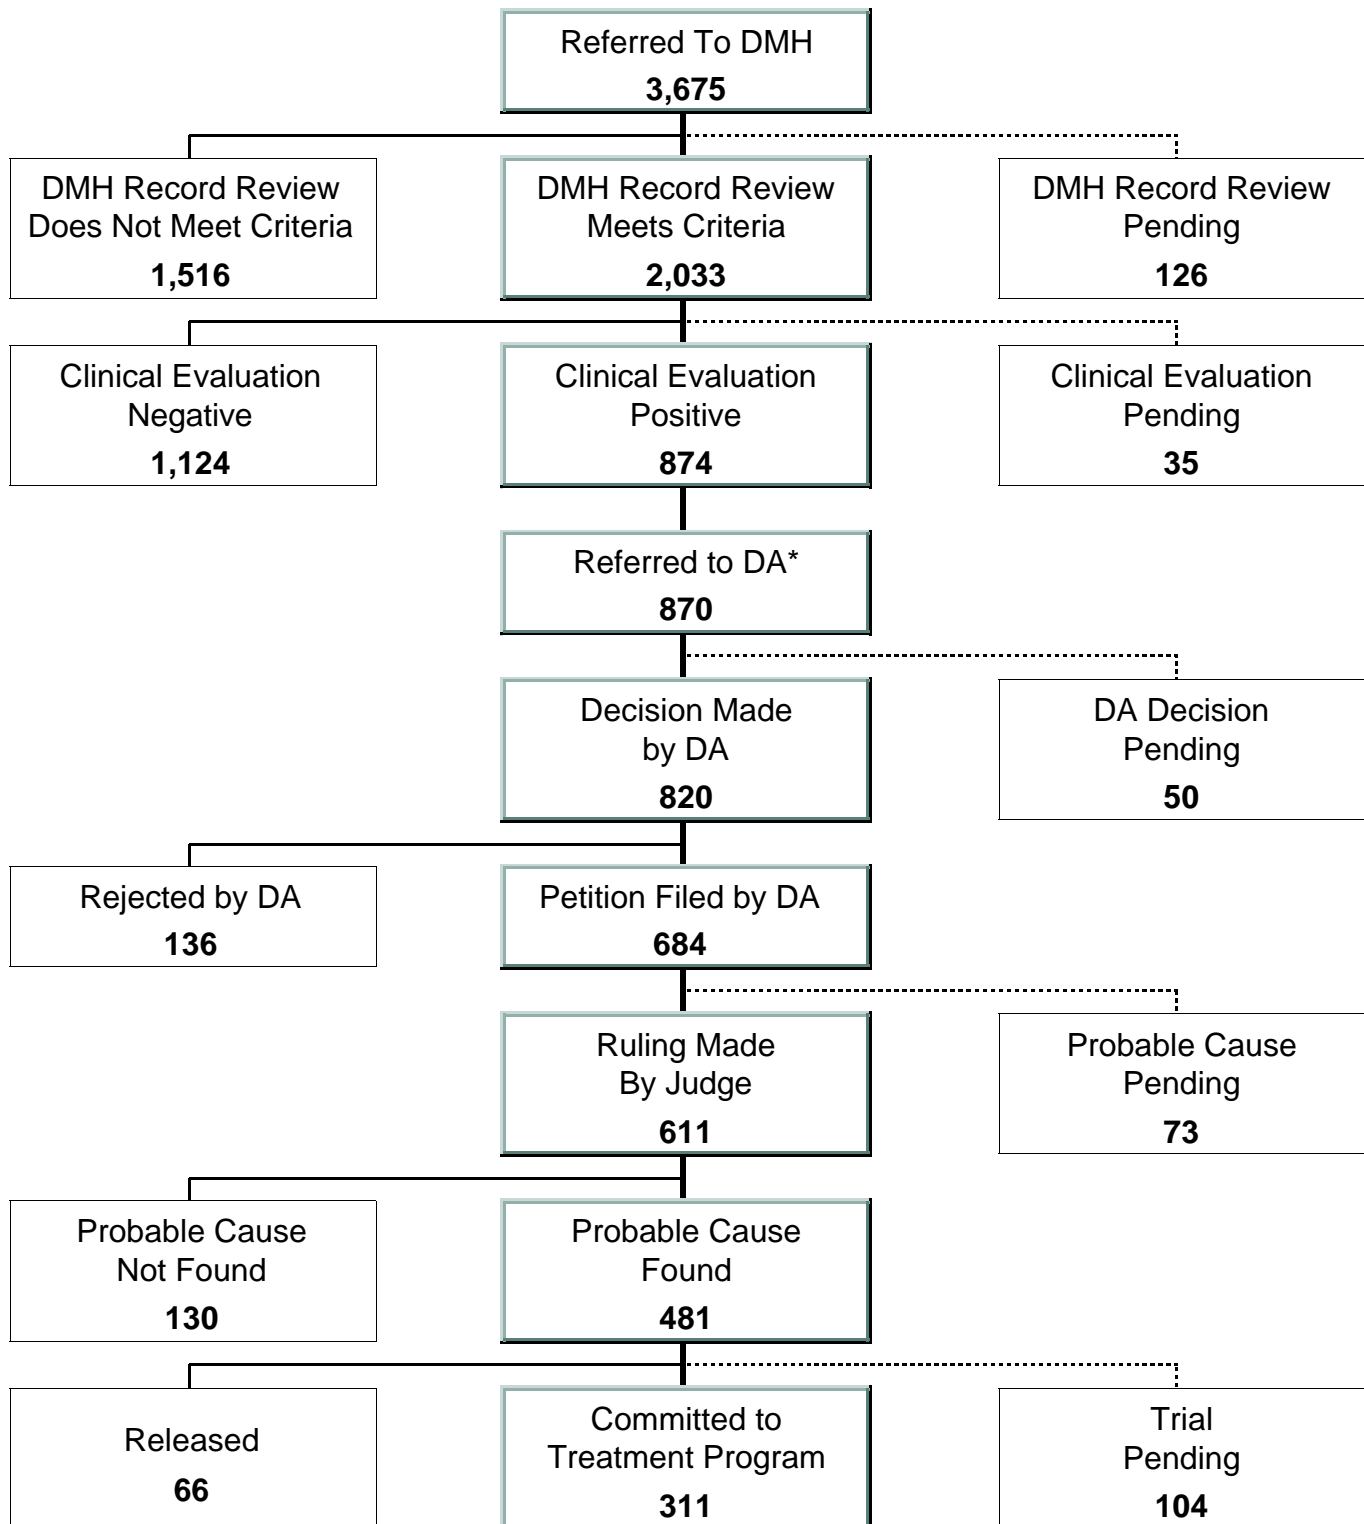 Referred To DMH
3,675
DMH Record Review
Does Not Meet Criteria
1,516
DMH Record Review
Meets Criteria
2,033
DMH Record Review
Pending
126
Clinical Evaluation
Negative
1,124
Clinical Evaluation
Positive
874
Clinical Evaluation
Pending
35
Referred to DA*
870
Decision Made
by DA
820
DA Decision
Pending
50
Rejected by DA
136
Petition Filed by DA
684
Ruling Made
By Judge
611
Probable Cause
Pending
73
Probable Cause
Not Found
130
Probable Cause
Found
481
Released
66
Committed to
Treatment Program
311
Trial
Pending
104